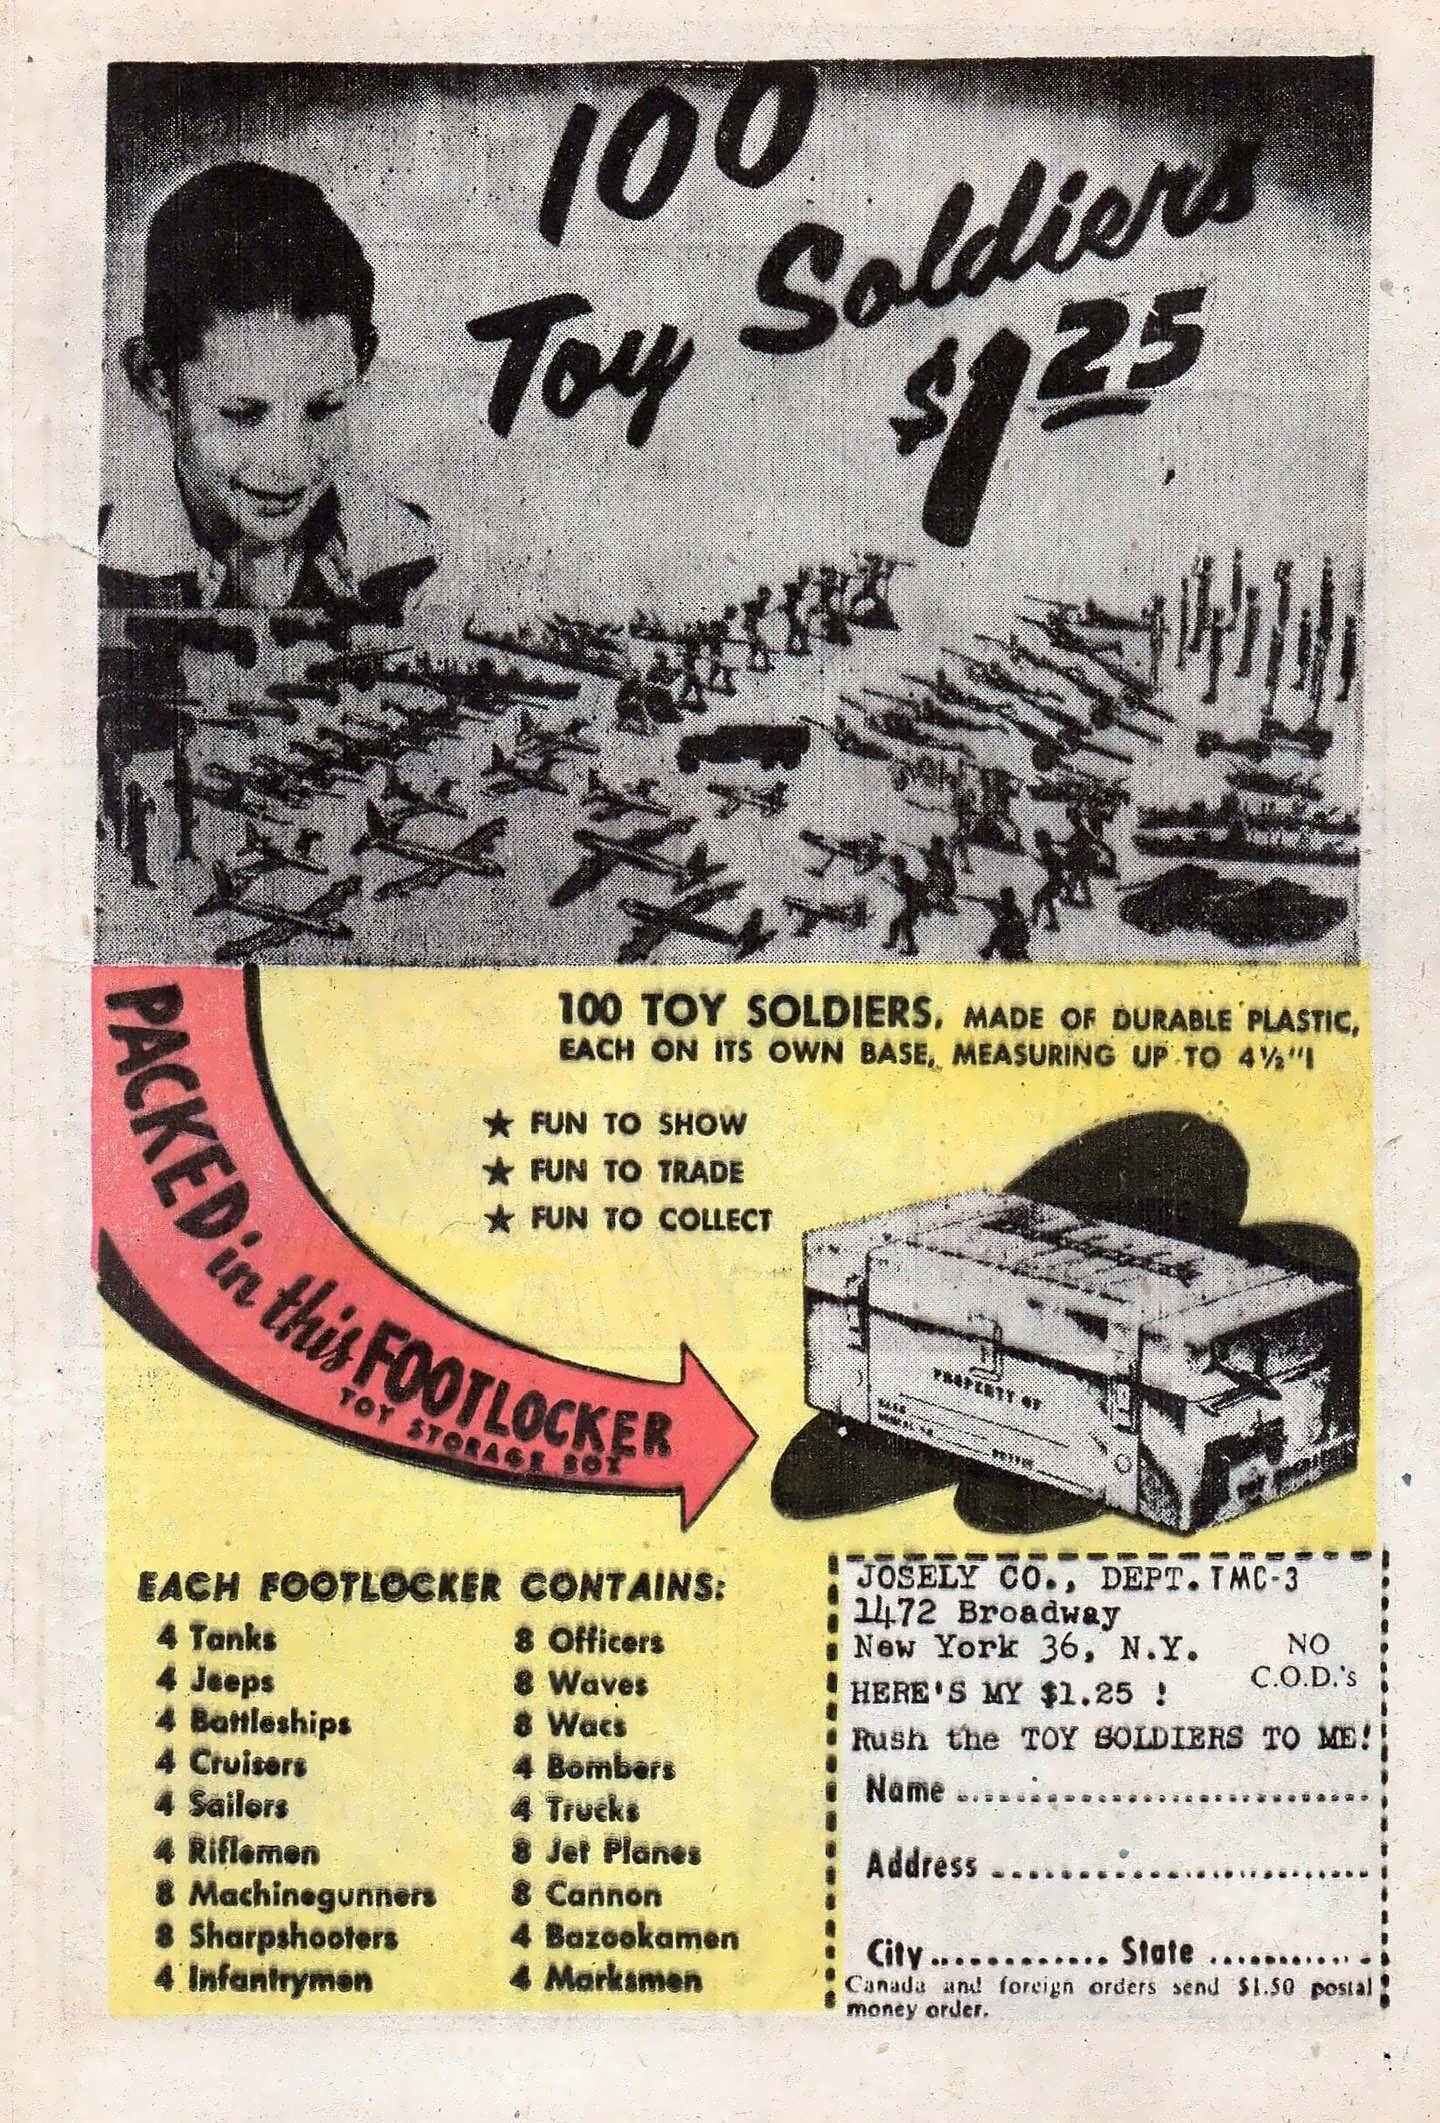 100
Toy Soldiers
$1.25
PACKED in this FOOTLOCKER
TOY STORAGE BOX
100 TOY SOLDIERS, MADE OF DURABLE PLASTIC,
EACH ON ITS OWN BASE, MEASURING UP TO 4½"!
★ FUN TO SHOW
★ FUN TO TRADE
★ FUN TO COLLECT
PROPERTY OF
EACH FOOTLOCKER CONTAINS:
4 Tanks
4 Jeeps
4 Battleships
4 Cruisers
4 Sailors
4 Riflemen
8 Machinegunners
8 Sharpshooters
4 Infantrymen
8 Officers
8 Waves
8 Wacs
4 Bombers
4 Trucks
8 Jet Planes
8 Cannon
4 Bazookamen
4 Marksmen
JOSELY CO., DEPT. TMC-3
1472 Broadway
New York 36, N.Y.
NO
C.O.D.'s
HERE'S MY $1.25 !
Rush the TOY SOLDIERS TO ME!
Name
Address
City ............ State ............
Canada and foreign orders send $1.50 postal
money order.